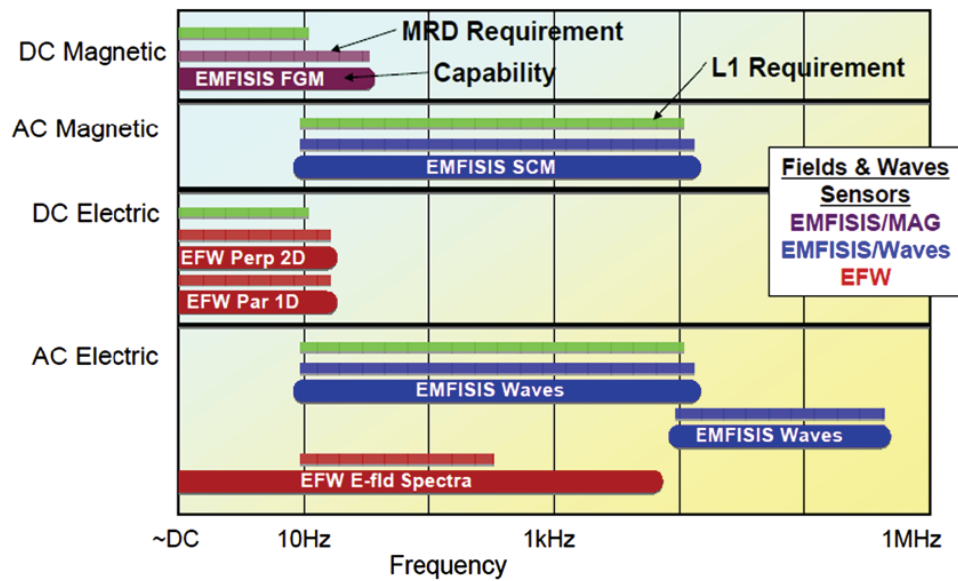 DC Magnetic
MRD Requirement
EMFISIS FGM
Capability
L1 Requirement
AC Magnetic
EMFISIS SCM
Fields & Waves
Sensors
EMFISIS/MAG
EMFISIS/Waves
EFW
DC Electric
EFW Perp 2D
EFW Par 1D
AC Electric
EMFISIS Waves
EMFISIS Waves
EFW E-fld Spectra
~DC 10Hz 1kHz 1MHz
Frequency